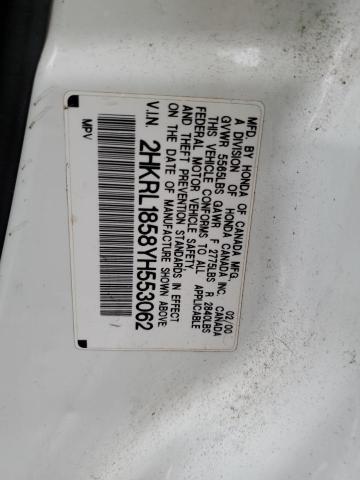 MFD. BY HONDA OF CANADA MFG.
A DIVISION OF HONDA CANADA INC. 02/00
GVWR 5565LBS GAWR F 2775LBS R 2840LBS
THIS VEHICLE CONFORMS TO ALL APPLICABLE
FEDERAL MOTOR VEHICLE SAFETY,
AND THEFT PREVENTION STANDARDS IN EFFECT
ON THE DATE OF MANUFACTURE SHOWN ABOVE.
CANADA
V.I.N. 2HKRL1858YH553062
MPV